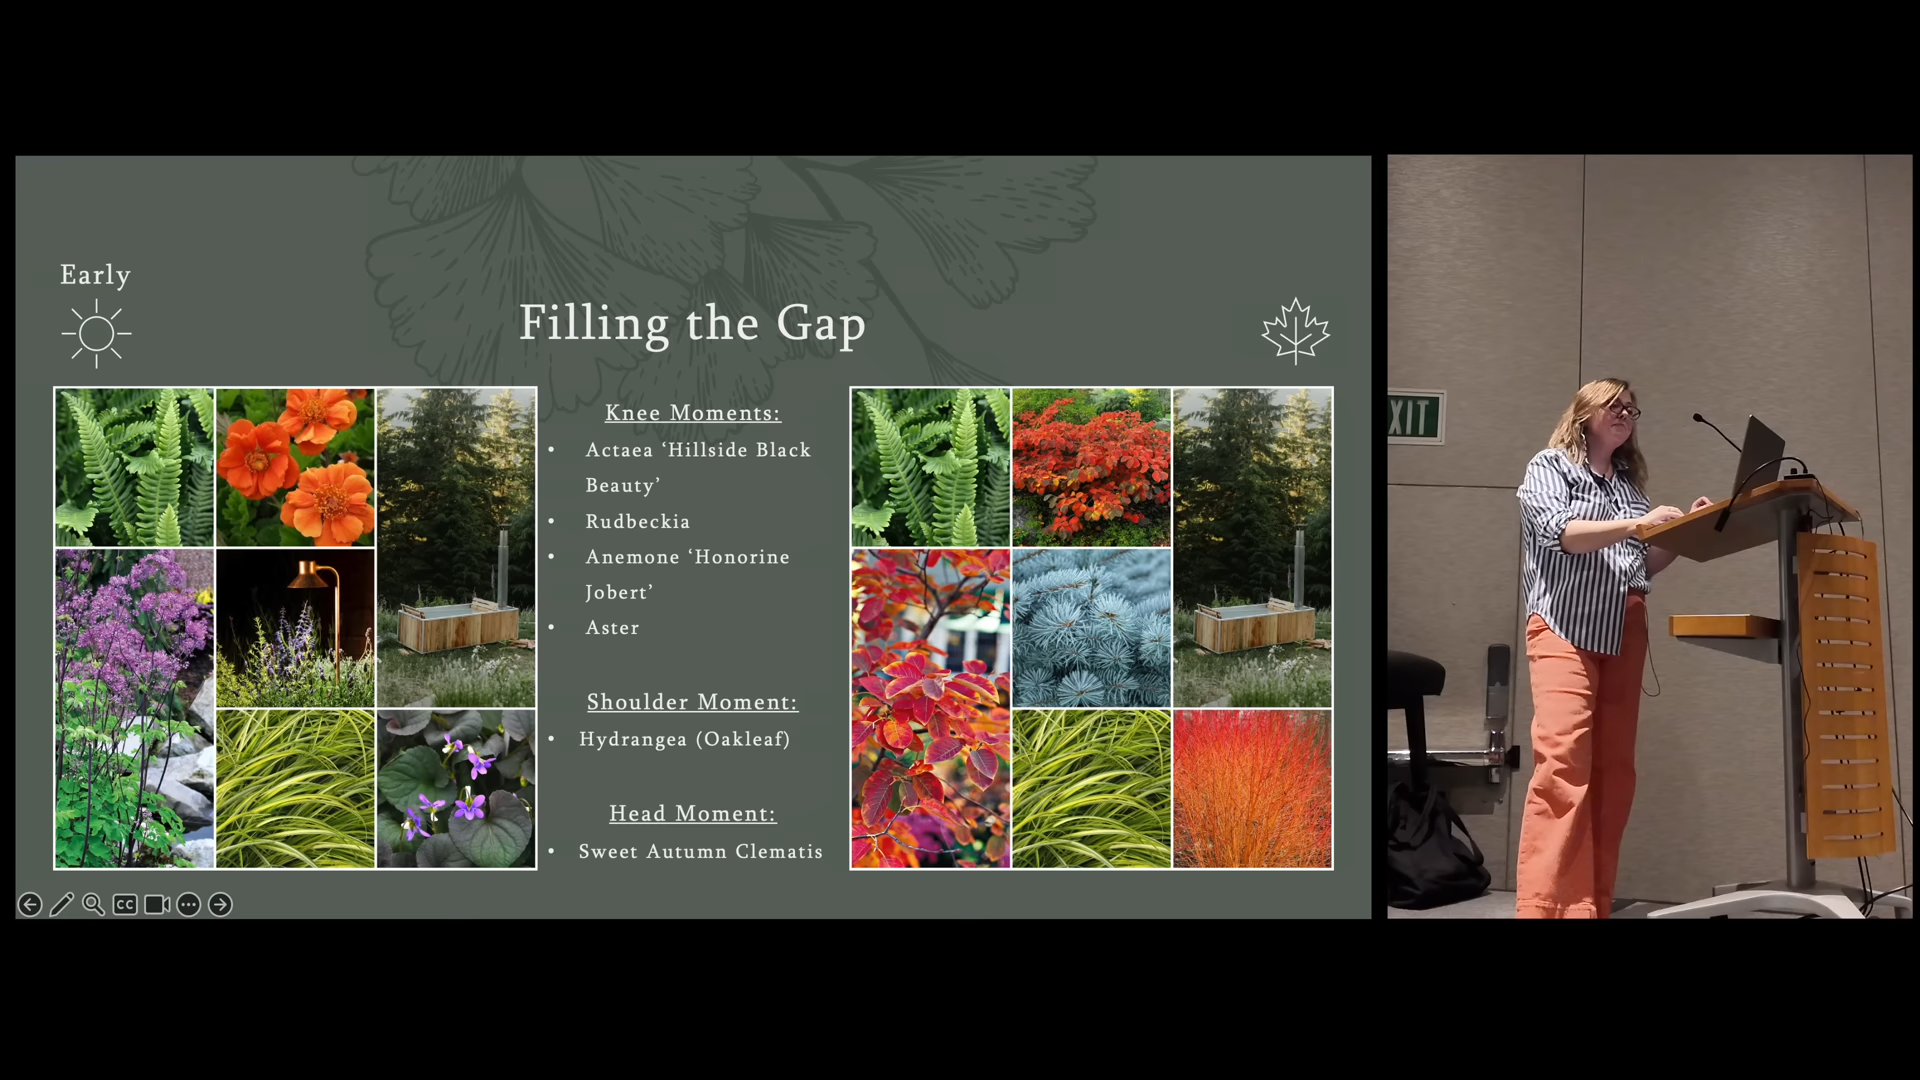 Early
Filling the Gap
Knee Moments:
• Actaea ‘Hillside Black
Beauty’
• Rudbeckia
• Anemone ‘Honorine
Jobert’
• Aster
Shoulder Moment:
• Hydrangea (Oakleaf)
Head Moment:
• Sweet Autumn Clematis
CC
EXIT